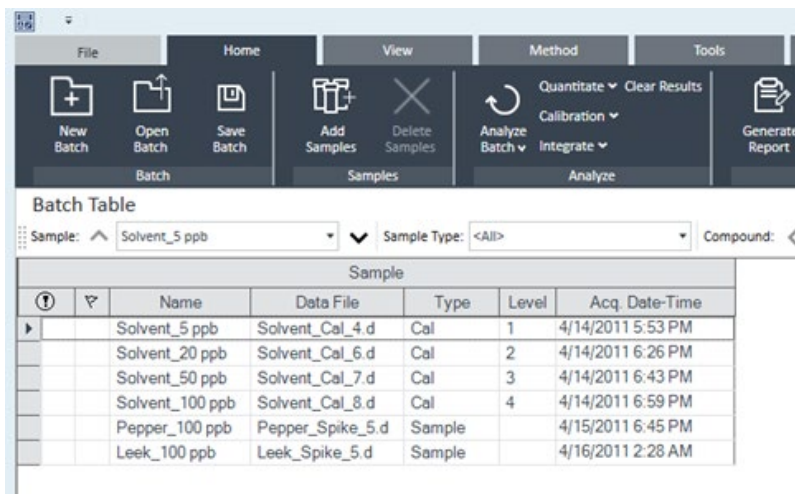 File Home View Method Tools
New Batch Open Batch Save Batch Add Samples Delete Samples Analyze Batch Quantitate Clear Results Calibration Integrate Generate Report
Batch Samples Analyze
Batch Table
Sample: Solvent_5 ppb Sample Type: <All> Compound:
Sample
Name Data File Type Level Acq. Date-Time
Solvent_5 ppb Solvent_Cal_4.d Cal 1 4/14/2011 5:53 PM
Solvent_20 ppb Solvent_Cal_6.d Cal 2 4/14/2011 6:26 PM
Solvent_50 ppb Solvent_Cal_7.d Cal 3 4/14/2011 6:43 PM
Solvent_100 ppb Solvent_Cal_8.d Cal 4 4/14/2011 6:59 PM
Pepper_100 ppb Pepper_Spike_5.d Sample 4/15/2011 6:45 PM
Leek_100 ppb Leek_Spike_5.d Sample 4/16/2011 2:28 AM